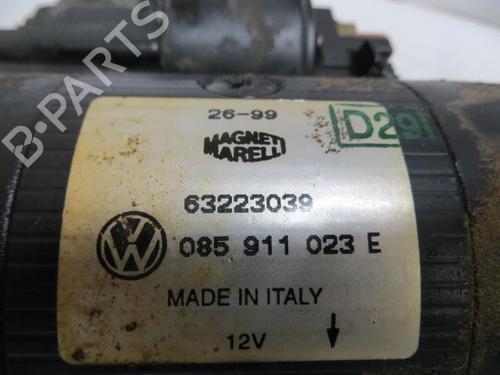 26-99
D29
MAGNETI
MARELLI
63223039
085 911 023 E
MADE IN ITALY
12V
B-PARTS